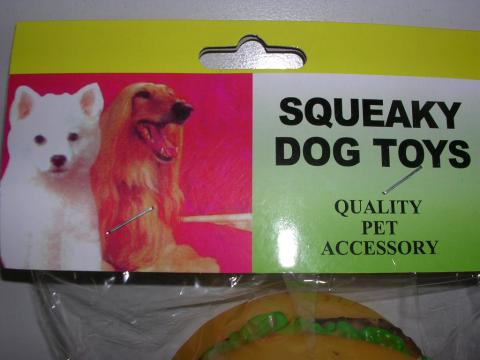 SQUEAKY
DOG TOYS
QUALITY
PET
ACCESSORY